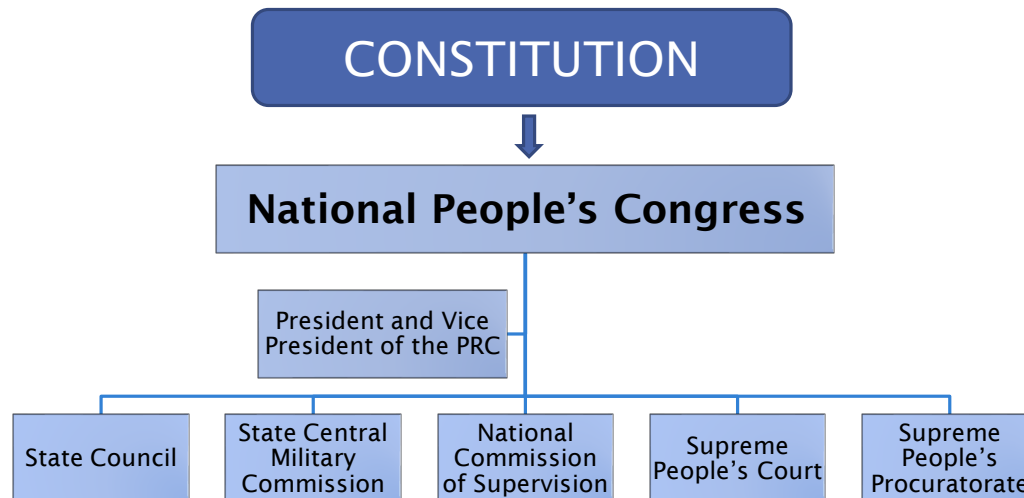 CONSTITUTION
National People's Congress
President and Vice
President of the PRC
State Council
State Central
Military
Commission
National
Commission
of Supervision
Supreme
People's Court
Supreme
People's
Procuratorate